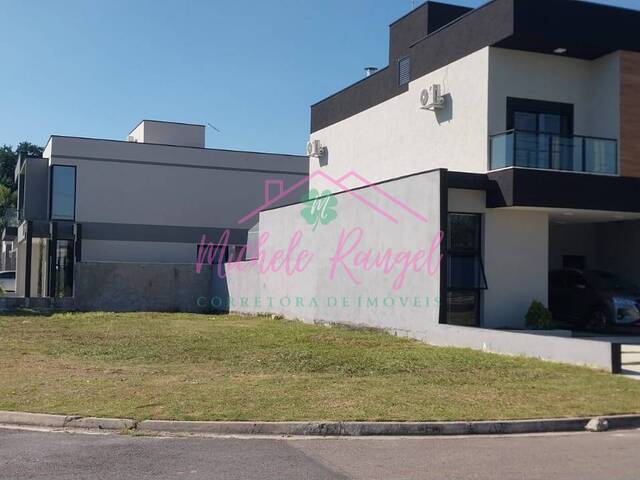 M
Michele Rangel
CORRETORA DE IMÓVEIS